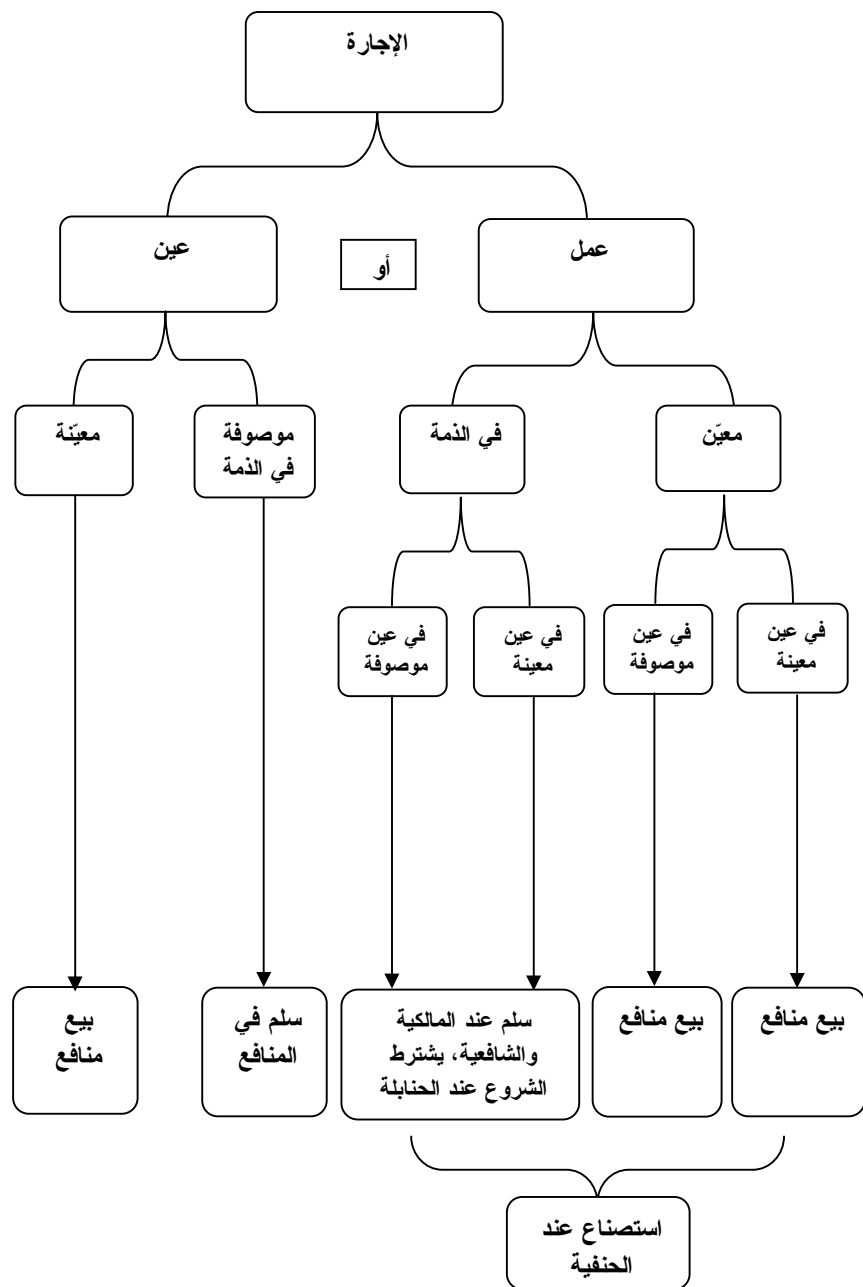 الإجارة
عمل
أو
عين
معيّن
في الذمة
موصوفة
في الذمة
معيّنة
في عين
معينة
في عين
موصوفة
في عين
معينة
في عين
موصوفة
بيع منافع
بيع منافع
سلم عند المالكية
والشافعية، يشترط
الشروع عند الحنابلة
سلم في
المنافع
بيع
منافع
استصناع عند
الحنفية